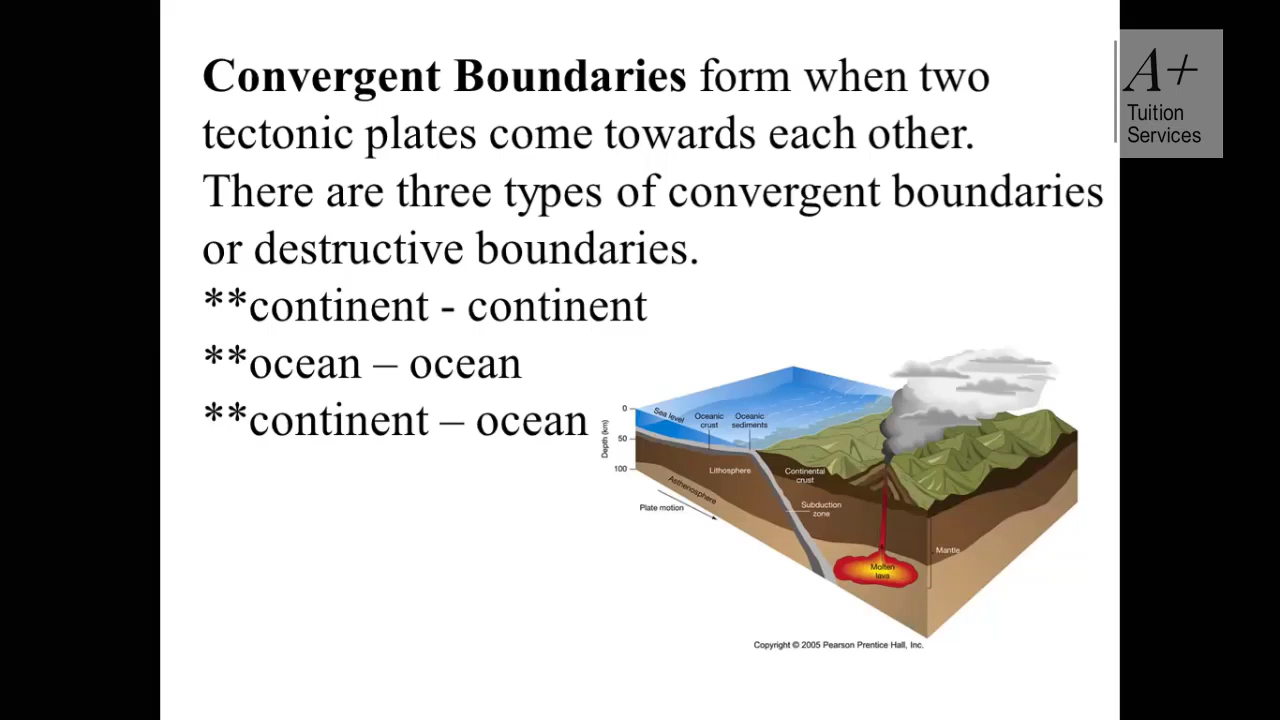 Convergent Boundaries form when two
tectonic plates come towards each other.
There are three types of convergent boundaries
or destructive boundaries.
**continent - continent
**ocean – ocean
**continent – ocean
A+
Tuition
Services
0
50
100
Depth (km)
Sea level
Oceanic
crust
Oceanic
sediments
Lithosphere
Asthenosphere
Plate motion
Continental
crust
Subduction
zone
Mantle
Molten
lava
Copyright © 2005 Pearson Prentice Hall, Inc.